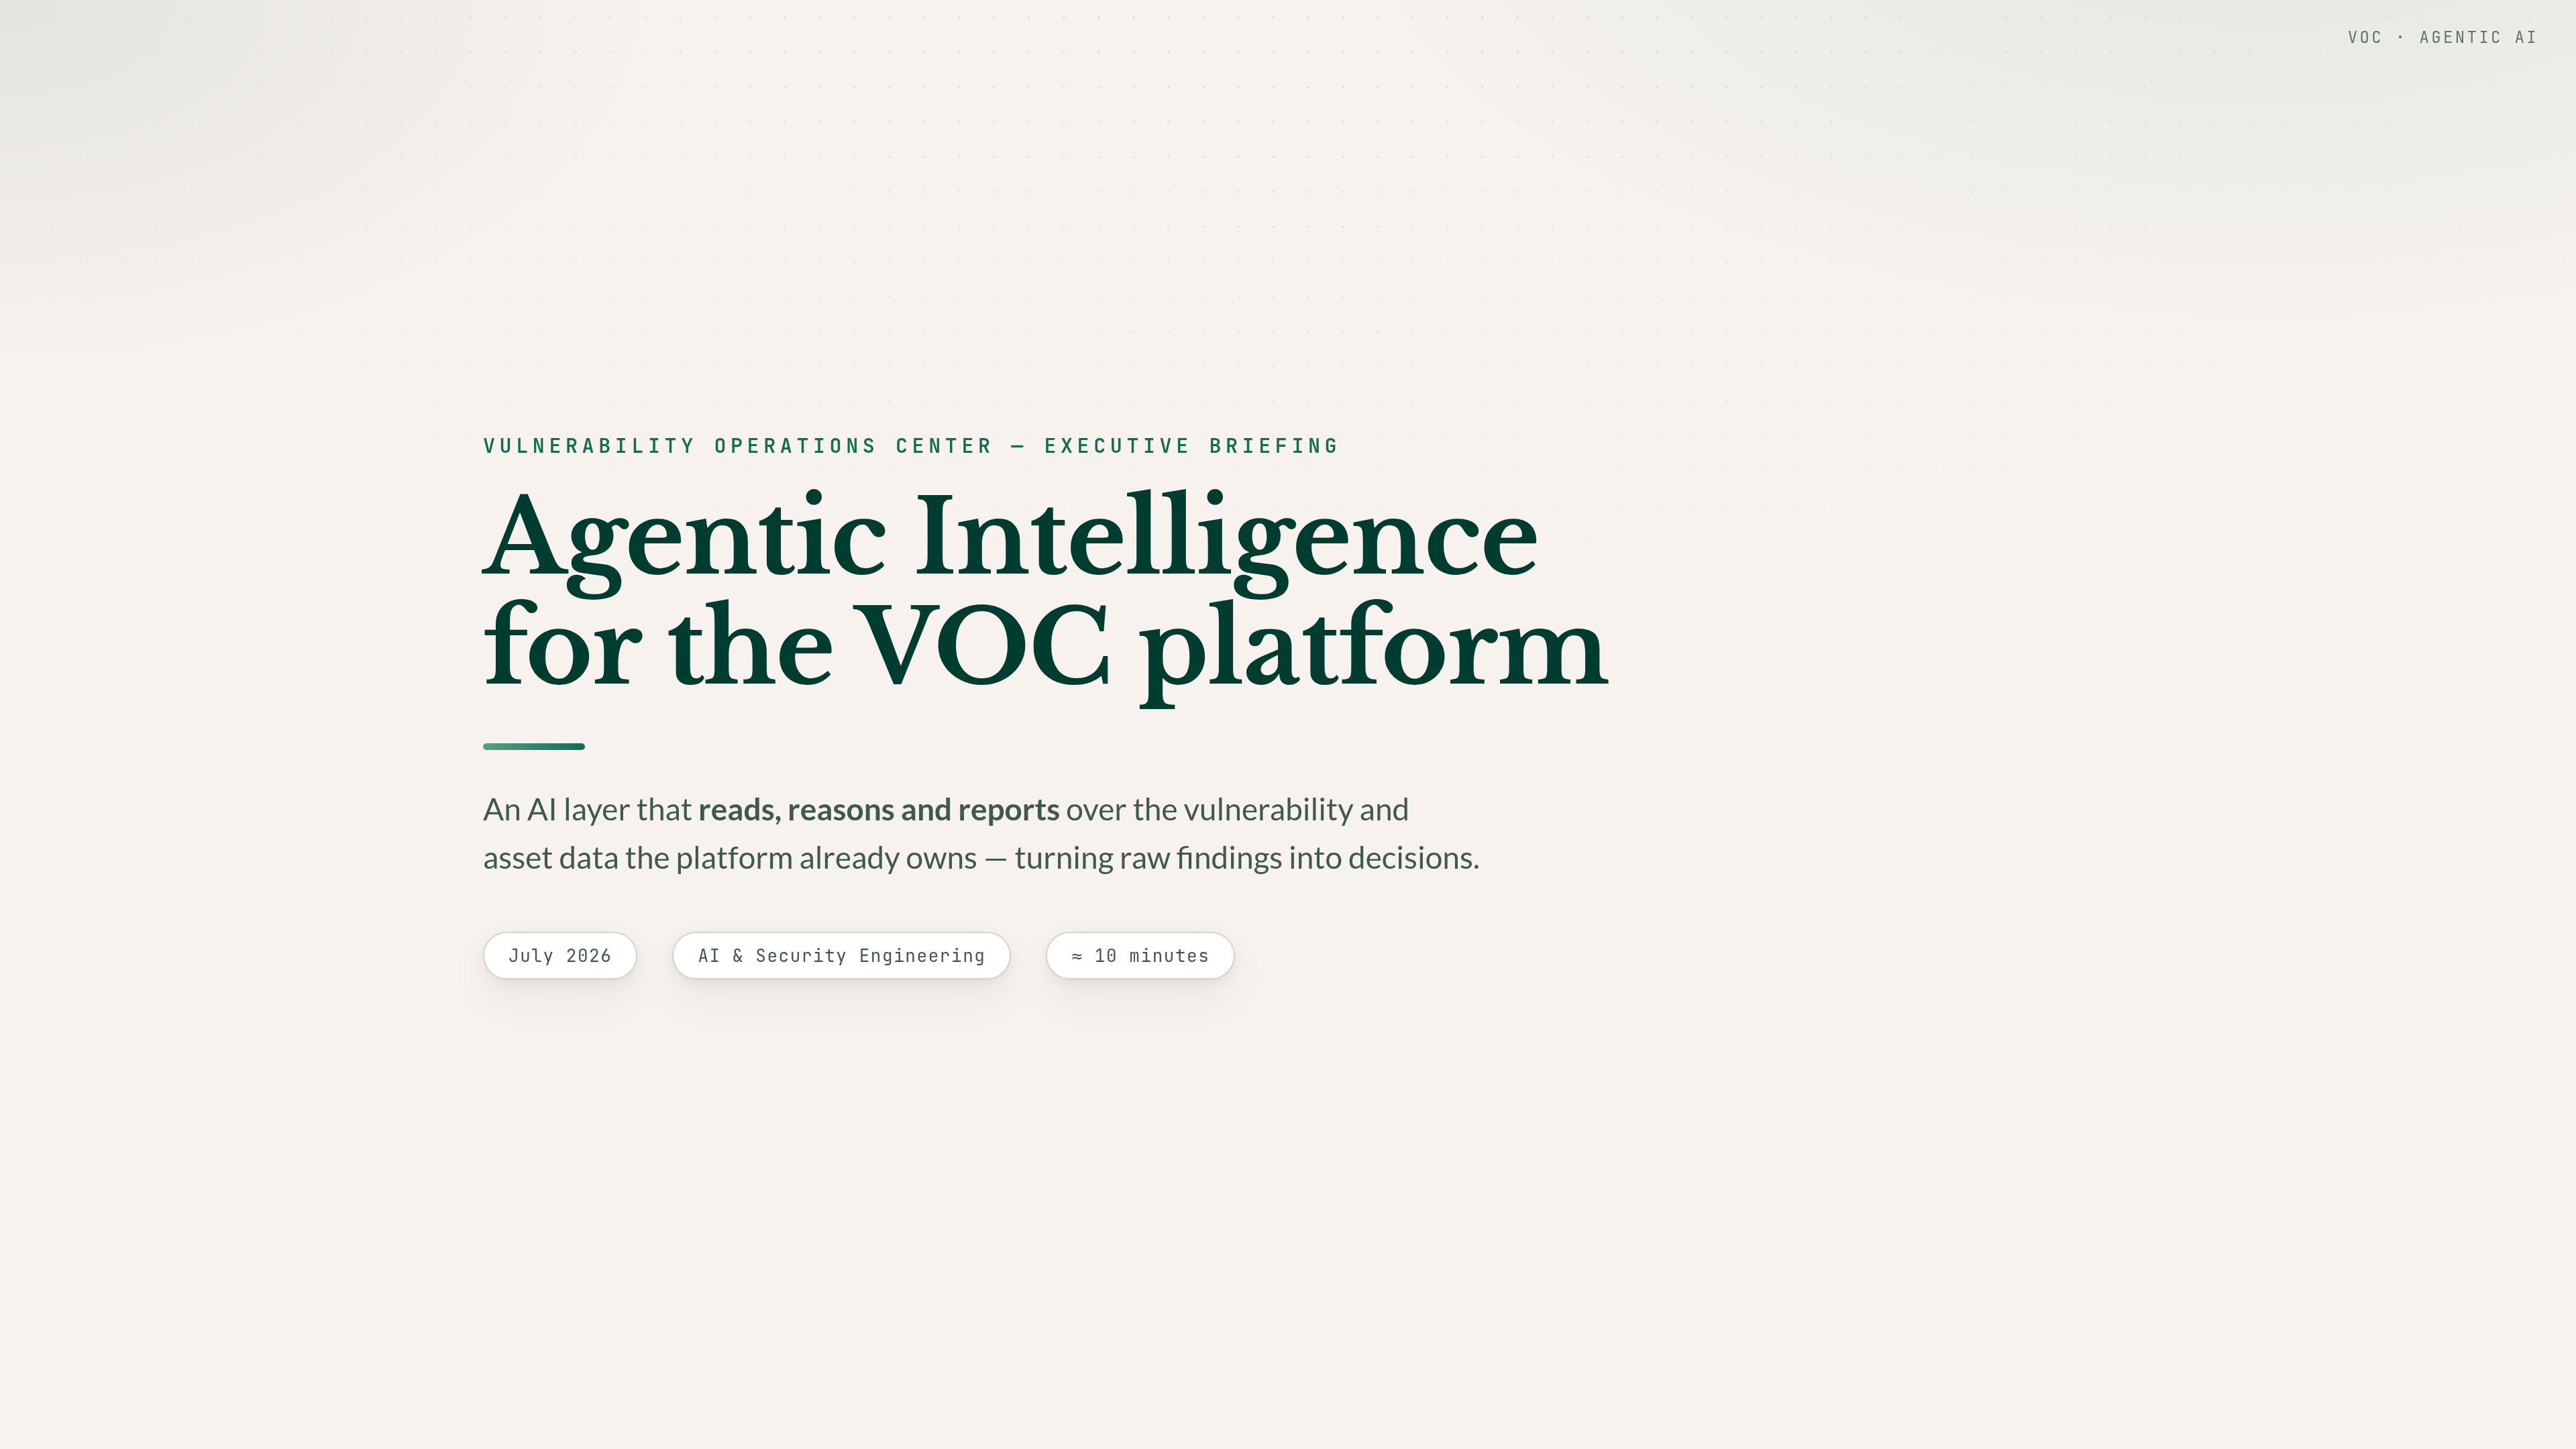 VOC · AGENTIC AI
VULNERABILITY OPERATIONS CENTER — EXECUTIVE BRIEFING
Agentic Intelligence
for the VOC platform
An AI layer that reads, reasons and reports over the vulnerability and
asset data the platform already owns — turning raw findings into decisions.
July 2026
AI & Security Engineering
≈ 10 minutes